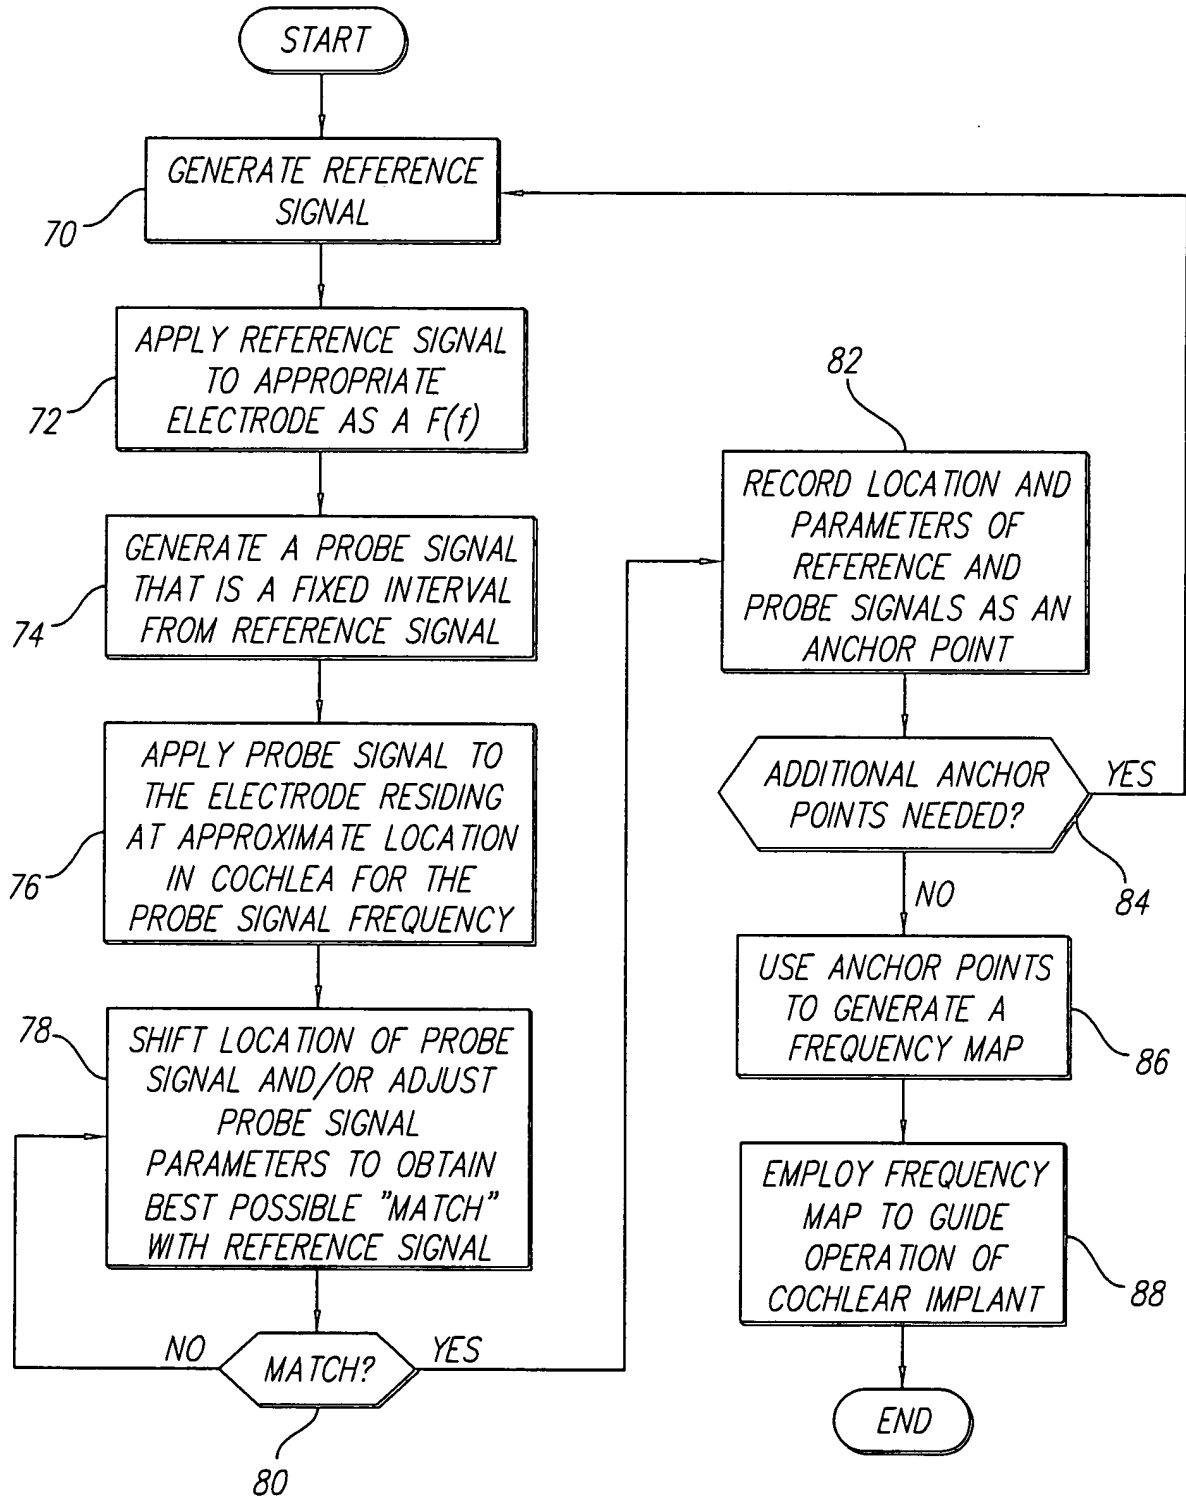 START
GENERATE REFERENCE
SIGNAL
70
APPLY REFERENCE SIGNAL
TO APPROPRIATE
ELECTRODE AS A F(f)
72
GENERATE A PROBE SIGNAL
THAT IS A FIXED INTERVAL
FROM REFERENCE SIGNAL
74
APPLY PROBE SIGNAL TO
THE ELECTRODE RESIDING
AT APPROXIMATE LOCATION
IN COCHLEA FOR THE
PROBE SIGNAL FREQUENCY
76
78
SHIFT LOCATION OF PROBE
SIGNAL AND/OR ADJUST
PROBE SIGNAL
PARAMETERS TO OBTAIN
BEST POSSIBLE "MATCH"
WITH REFERENCE SIGNAL
NO
MATCH?
YES
80
82
RECORD LOCATION AND
PARAMETERS OF
REFERENCE AND
PROBE SIGNALS AS AN
ANCHOR POINT
ADDITIONAL ANCHOR
POINTS NEEDED?
YES
84
NO
USE ANCHOR POINTS
TO GENERATE A
FREQUENCY MAP
86
EMPLOY FREQUENCY
MAP TO GUIDE
OPERATION OF
COCHLEAR IMPLANT
88
END